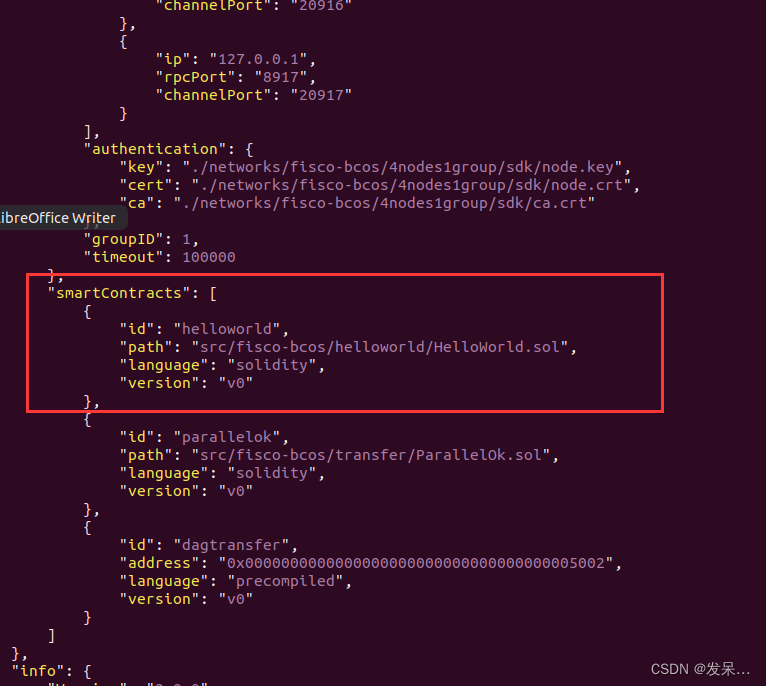 "channelPort": "20916"
},
{
"ip": "127.0.0.1",
"rpcPort": "8917",
"channelPort": "20917"
}
],
"authentication": {
"key": "./networks/fisco-bcos/4nodes1group/sdk/node.key",
"cert": "./networks/fisco-bcos/4nodes1group/sdk/node.crt",
"ca": "./networks/fisco-bcos/4nodes1group/sdk/ca.crt"
ibreOffice Writer
"groupID": 1,
"timeout": 100000
},
"smartContracts": [
{
"id": "helloworld",
"path": "src/fisco-bcos/helloworld/HelloWorld.sol",
"language": "solidity",
"version": "v0"
},
{
"id": "parallelok",
"path": "src/fisco-bcos/transfer/ParallelOk.sol",
"language": "solidity",
"version": "v0"
},
{
"id": "dagtransfer",
"address": "0x0000000000000000000000000000000000005002",
"language": "precompiled",
"version": "v0"
}
]
},
"info": {
CSDN @发呆...